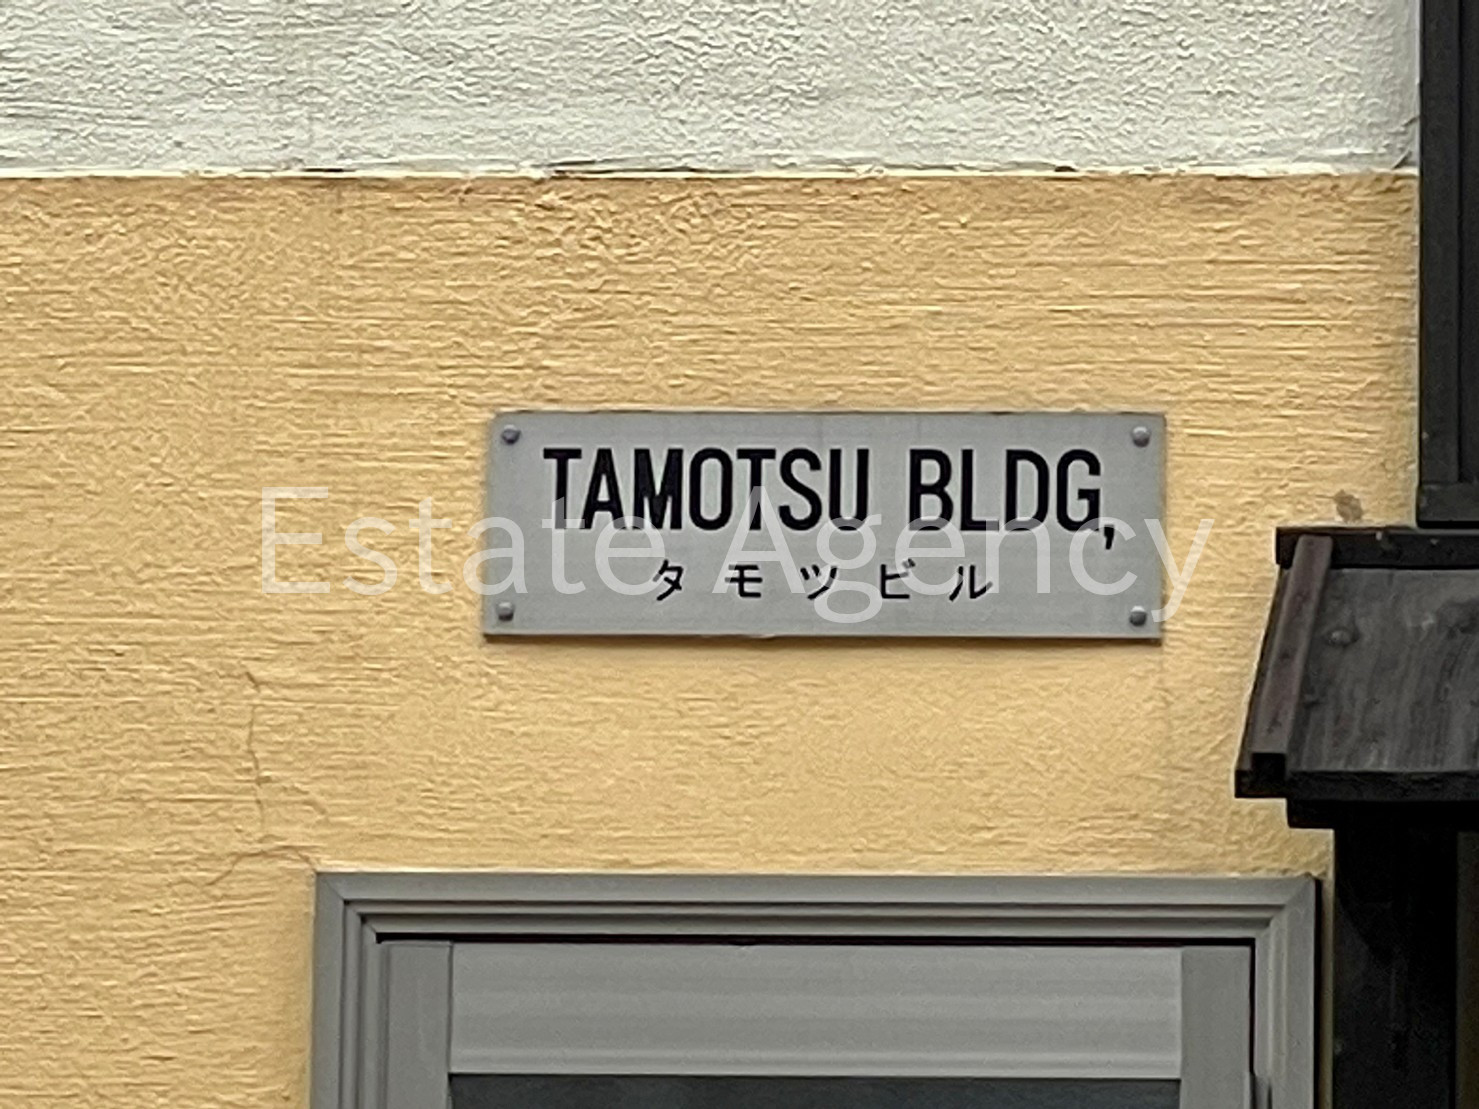 TAMOTSU BLDG,
タモツビル
Estate Agency